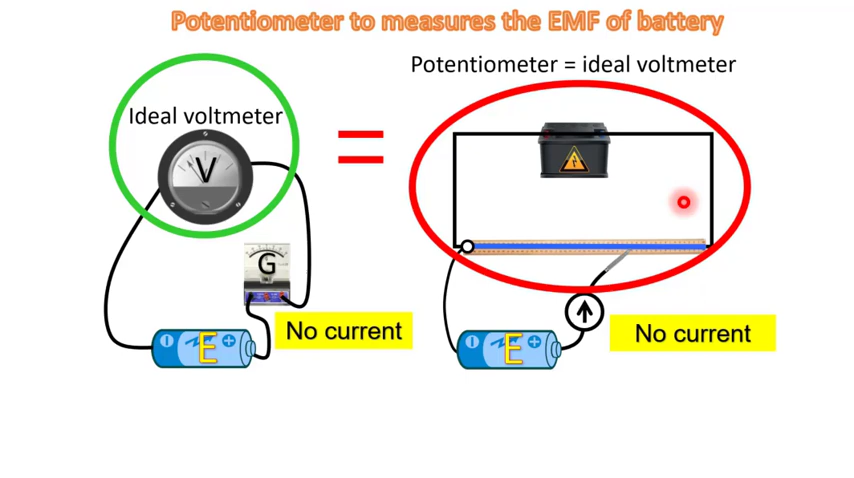 Potentiometer to measures the EMF of battery
Potentiometer = ideal voltmeter
Ideal voltmeter
V
G
No current
No current
E
E